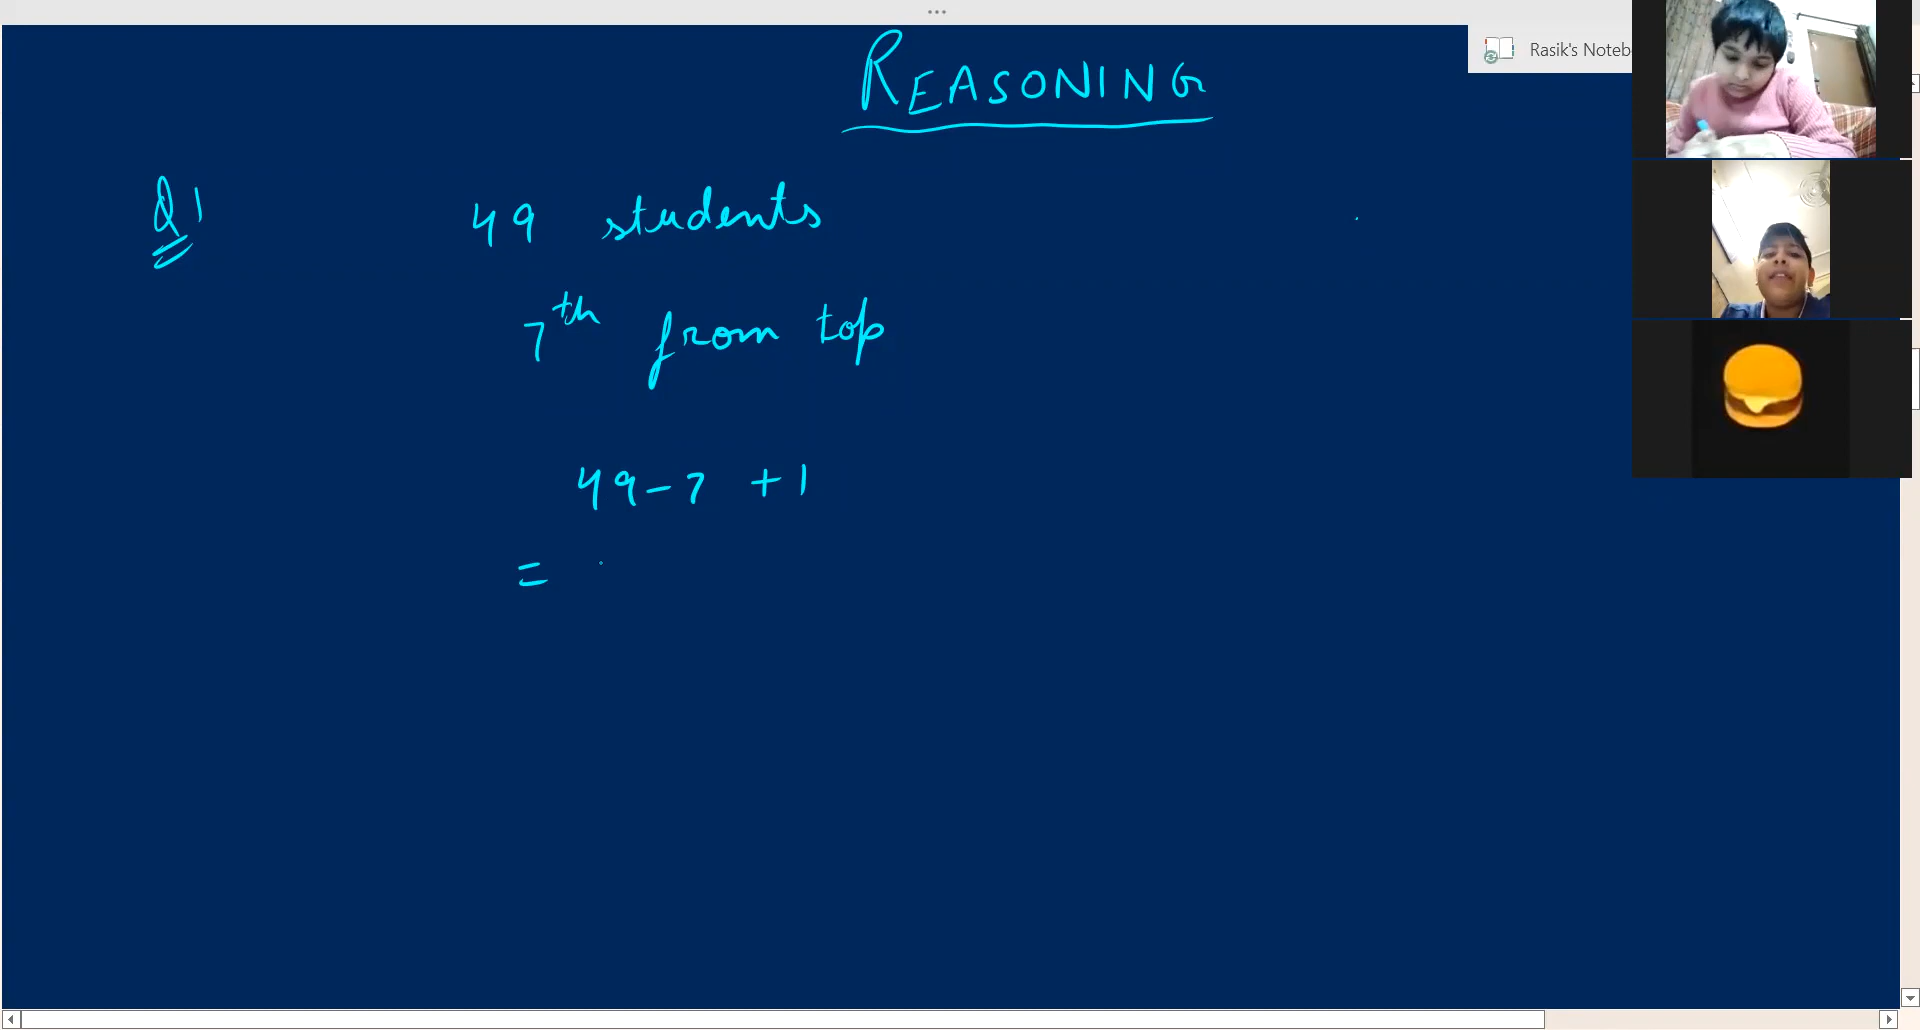 REASONING
Rasik's Noteb
Q1 49 students
7th from top
49-7 +1
=